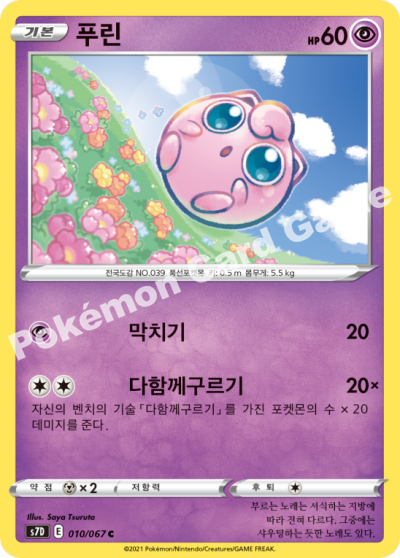 기본 푸린 HP60
전국도감 NO.039 풍선포켓몬 키: 0.5 m 몸무게: 5.5 kg
Pokémon Card Game
막치기 20
다함께구르기 20×
자신의 벤치의 기술 「다함께구르기」를 가진 포켓몬의 수 × 20
데미지를 준다.
약점 ×2 저항력 후퇴
Illus. Saya Tsuruta
s7D E 010/067 C
부르는 노래는 서식하는 지방에
따라 전혀 다르다. 그중에는
샤우팅하는 듯한 노래도 있다.
©2021 Pokémon/Nintendo/Creatures/GAME FREAK.